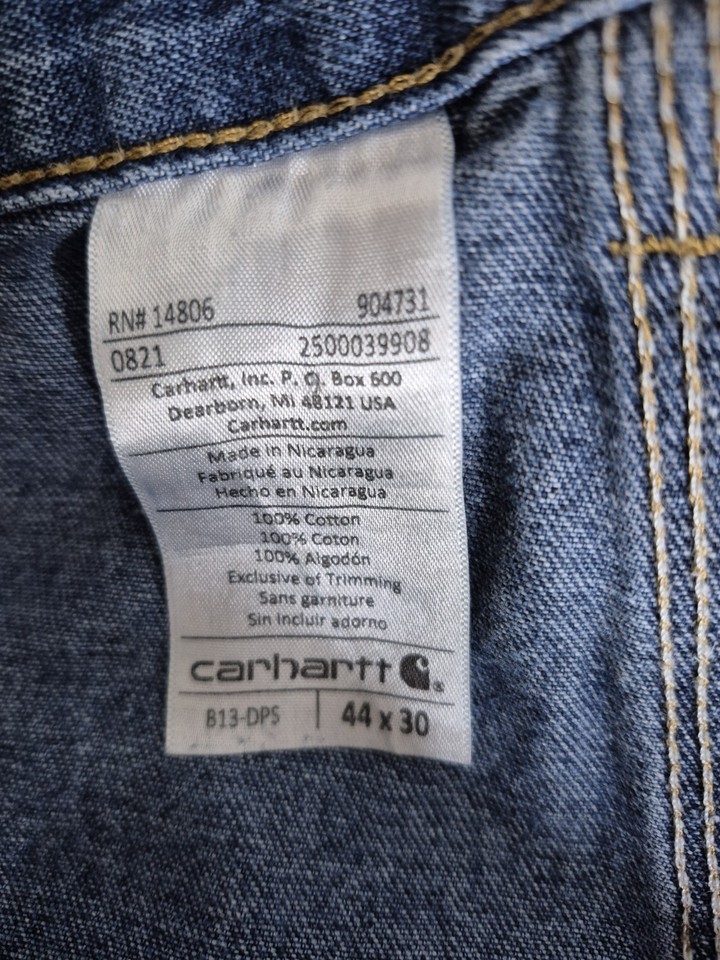 RN# 14806 904731
0821 2500039908
Carhartt, Inc. P. O. Box 600
Dearborn, MI 48121 USA
Carhartt.com
Made in Nicaragua
Fabriqué au Nicaragua
Hecho en Nicaragua
100% Cotton
100% Coton
100% Algodón
Exclusive of Trimming
Sans garniture
Sin incluir adorno
carhartt
B13-DPS 44 x 30